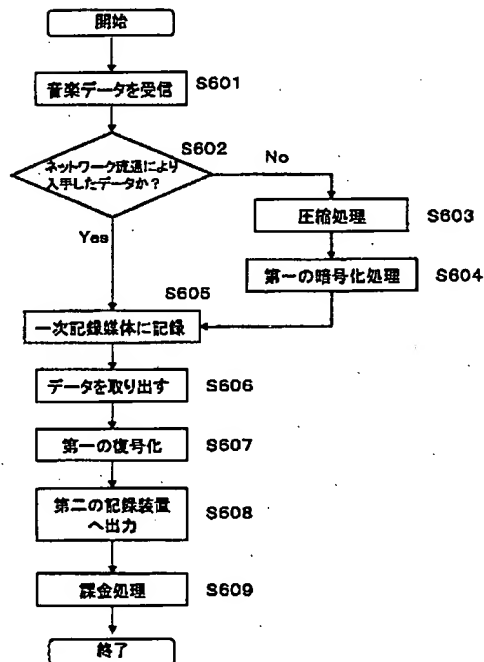 開始
音楽データを受信
S601
S602
ネットワーク流通により
入手したデータか？
No
Yes
圧縮処理
S603
第一の暗号化処理
S604
S605
一次記録媒体に記録
データを取り出す
S606
第一の復号化
S607
第二の記録装置
へ出力
S608
課金処理
S609
終了